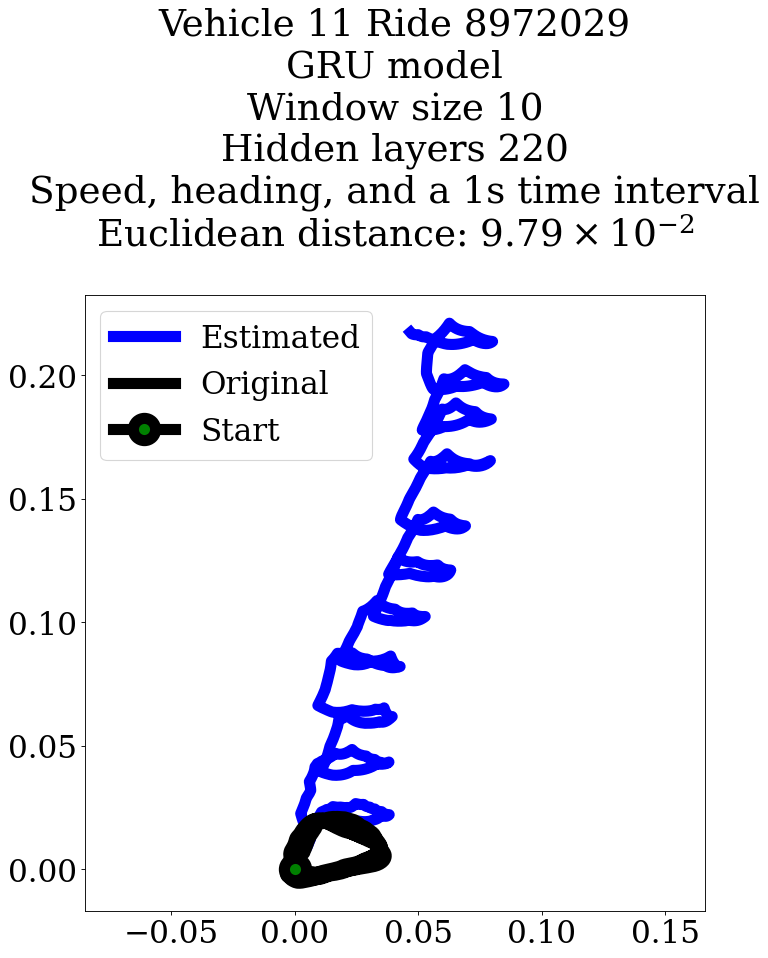 Vehicle 11 Ride 8972029
GRU model
Window size 10
Hidden layers 220
Speed, heading, and a 1s time interval
Euclidean distance: 9.79 × 10⁻²
Estimated
Original
Start
0.20
0.15
0.10
0.05
0.00
−0.05 0.00 0.05 0.10 0.15